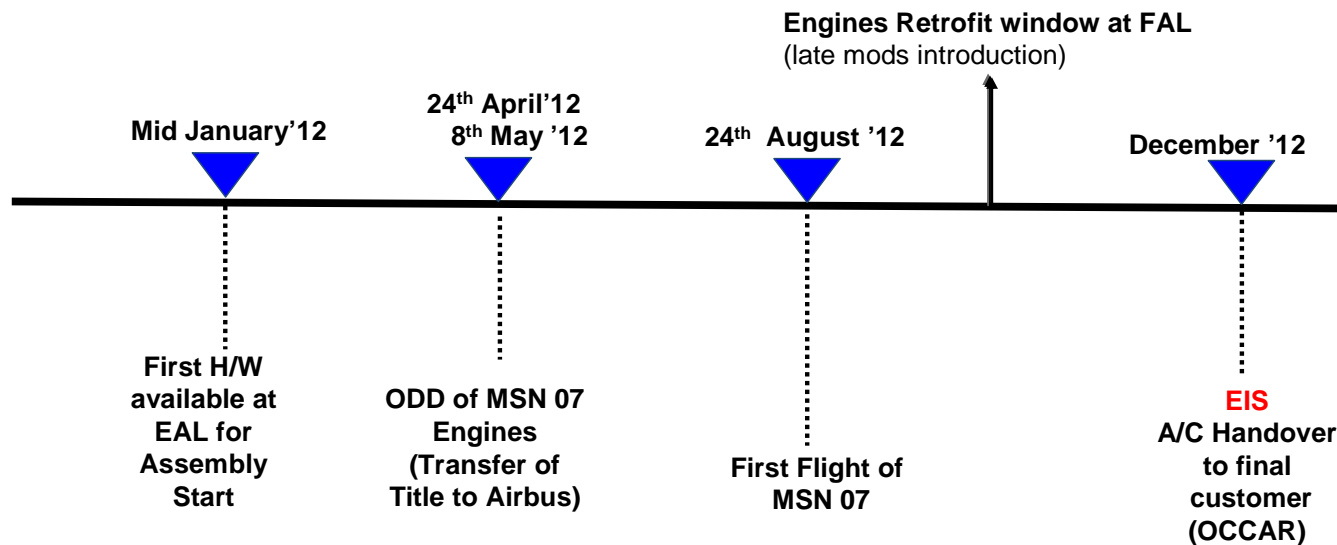 Engines Retrofit window at FAL
(late mods introduction)
Mid January'12
24th April'12
8th May '12
24th August '12
December '12
First H/W
available at
EAL for
Assembly
Start
ODD of MSN 07
Engines
(Transfer of
Title to Airbus)
First Flight of
MSN 07
EIS
A/C Handover
to final
customer
(OCCAR)